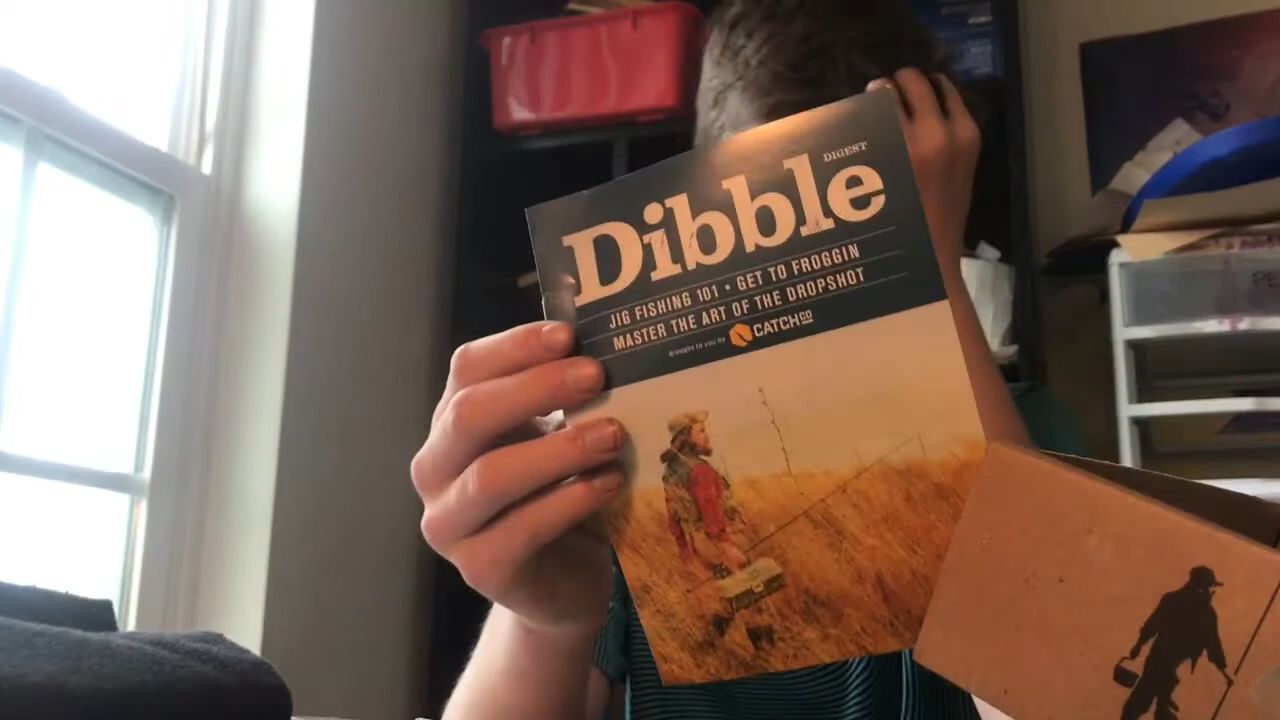 Dibble
DIGEST
JIG FISHING 101 • GET TO FROGGIN
MASTER THE ART OF THE DROPSHOT
brought to you by CATCH CO